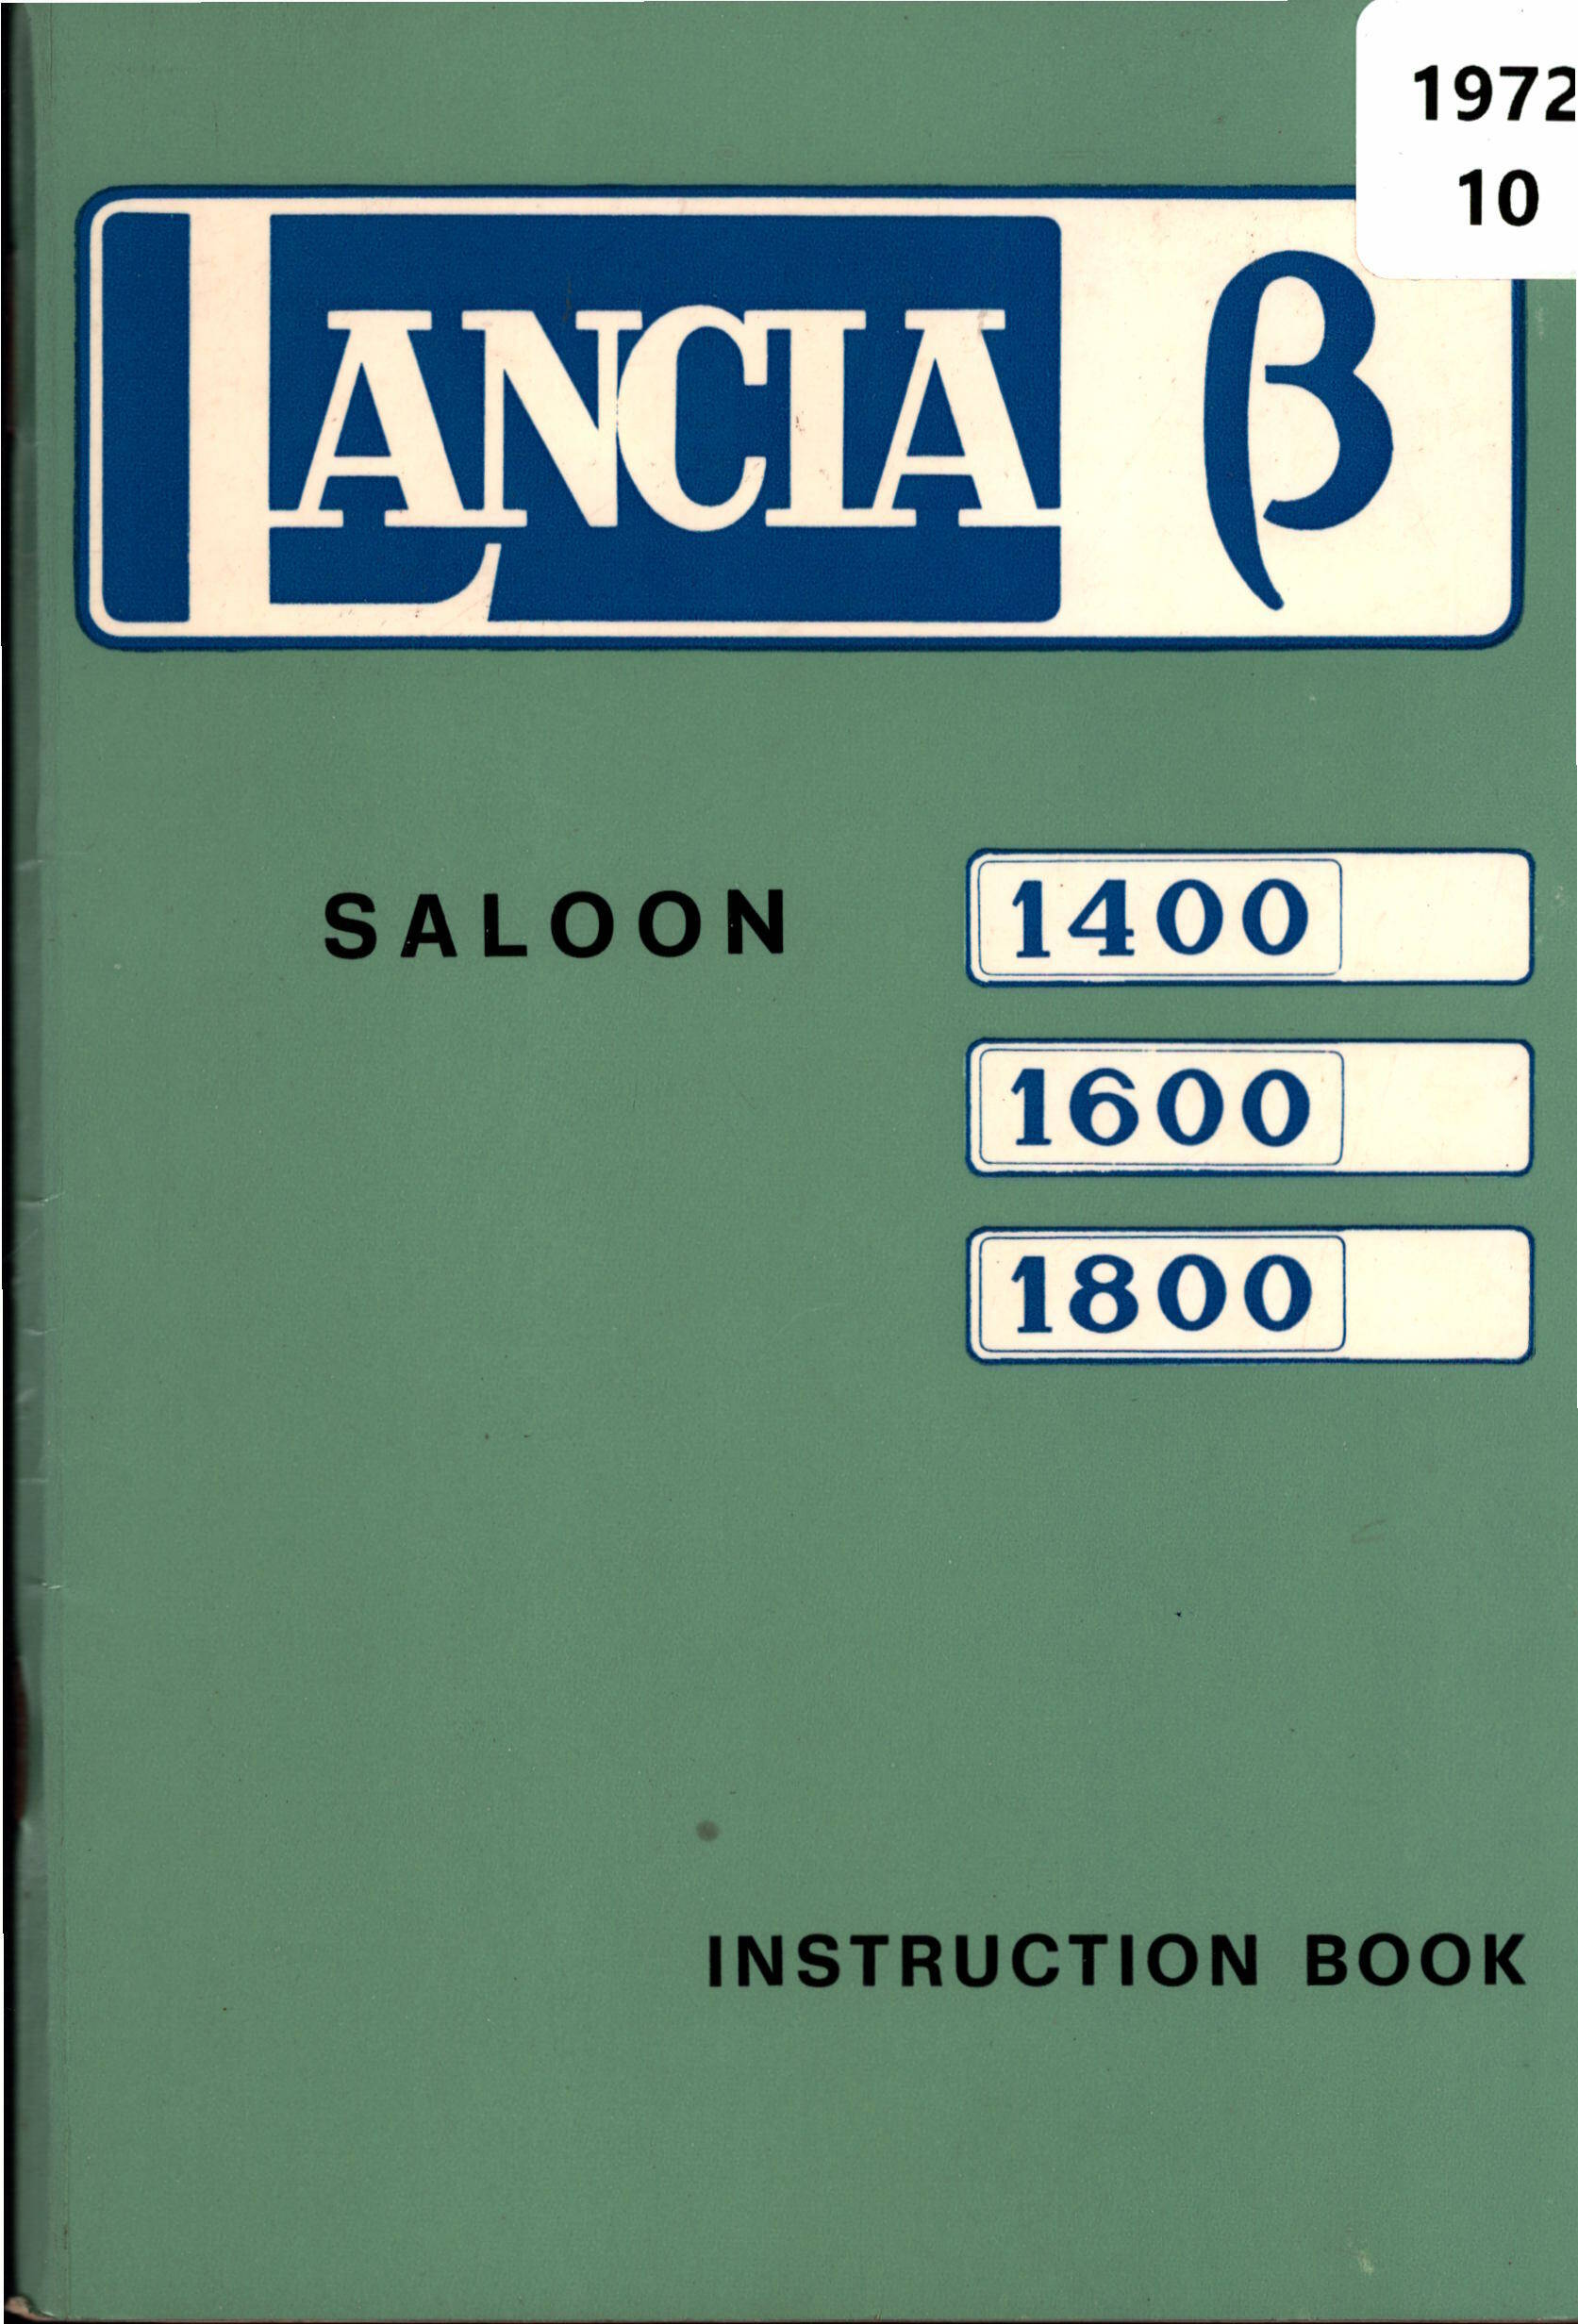 1972
10
LANCIA β
SALOON
1400
1600
1800
INSTRUCTION BOOK